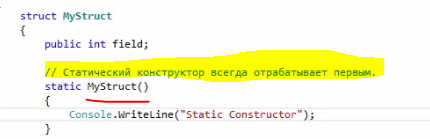 struct MyStruct
{
public int field;
// Статический конструктор всегда отрабатывает первым.
static MyStruct()
{
Console.WriteLine("Static Constructor");
}